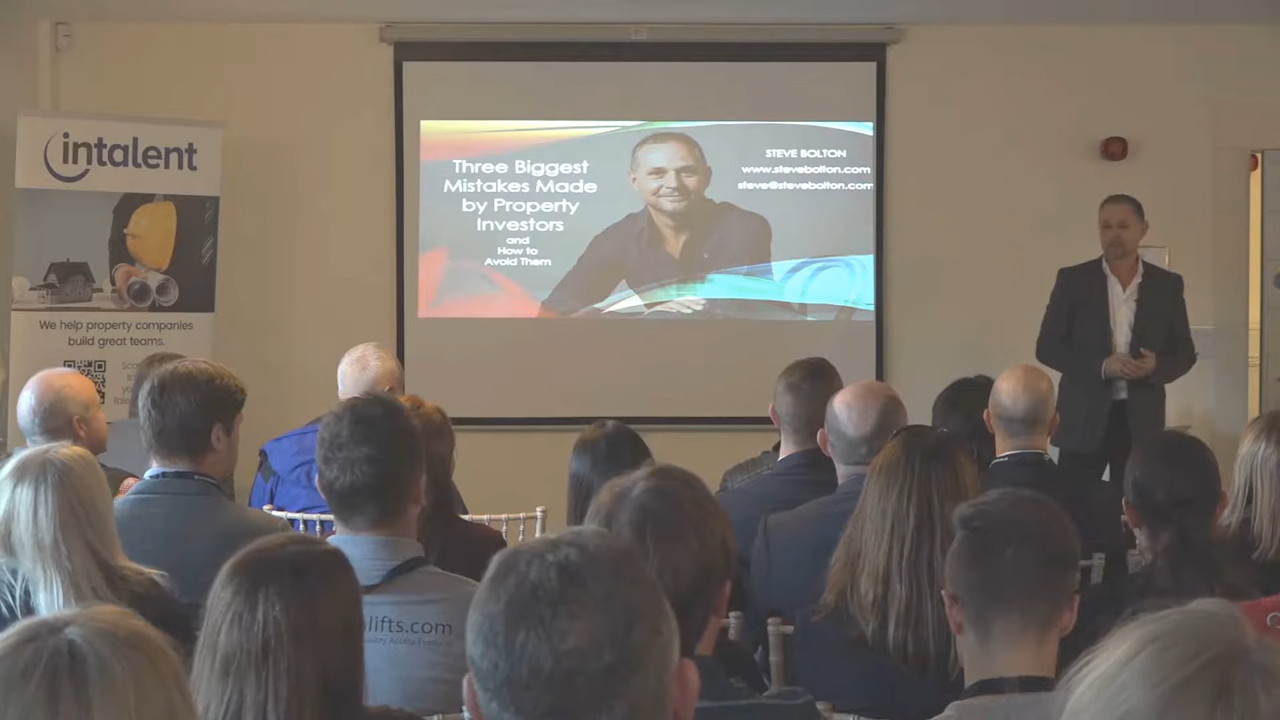 intalent
We help property companies
build great teams.
Three Biggest
Mistakes Made
by Property
Investors
and
How to
Avoid Them
STEVE BOLTON
www.stevebolton.com
steve@stevebolton.com
lifts.com